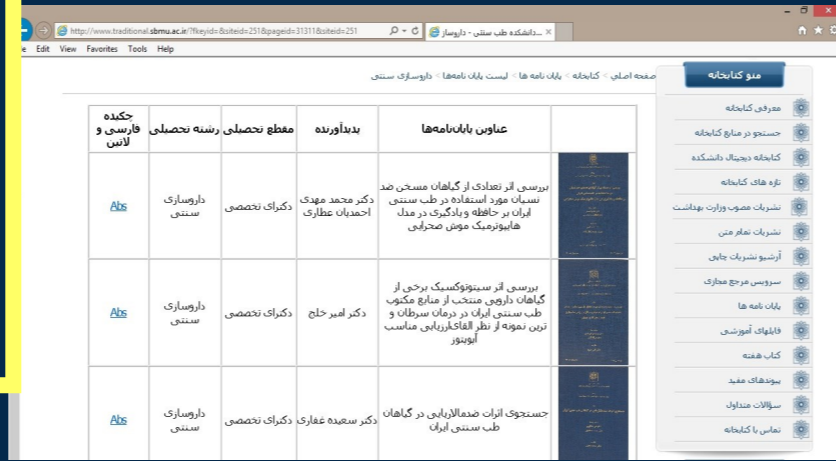 http://www.traditional.sbmu.ac.ir/?fkeyid=&siteid=251&pageid=31311&siteid=251
دانشکده طب سنتی - داروساز...
Edit View Favorites Tools Help
صفحه اصلي > کتابخانه > پایان نامه ها > لیست پایان نامه‌ها > داروسازی سنتی
منو کتابخانه
معرفی کتابخانه
جستجو در منابع کتابخانه
کتابخانه دیجیتال دانشکده
تازه های کتابخانه
نشریات مصوب وزارت بهداشت
نشریات تمام متن
آرشیو نشریات چاپی
سرویس مرجع مجازی
پایان نامه ها
فایلهای آموزشی
کتاب هفته
پیوندهای مفید
سؤالات متداول
تماس با کتابخانه
عناوین پایان‌نامه‌ها
پدیدآورنده
مقطع تحصیلی
رشته تحصیلی
چکیده
فارسی و
لاتین
بررسی اثر تعدادی از گیاهان مسخن ضد
نسیان مورد استفاده در طب سنتی
ایران بر حافظه و یادگیری در مدل
هایپوترمیک موش صحرایی
دکتر محمد مهدی
احمدیان عطاری
دکترای تخصصی
داروسازی
سنتی
Abs
بررسی اثر سیتوتوکسیک برخی از
گیاهان دارویی منتخب از منابع مکتوب
طب سنتی ایران در درمان سرطان و
ارزیابی مناسب ترین نمونه از نظر القای
آپوپتوز
دکتر امیر خلج
دکترای تخصصی
داروسازی
سنتی
Abs
جستجوی اثرات ضدمالاریایی در گیاهان
طب سنتی ایران
دکتر سعیده غفاری
دکترای تخصصی
داروسازی
سنتی
Abs